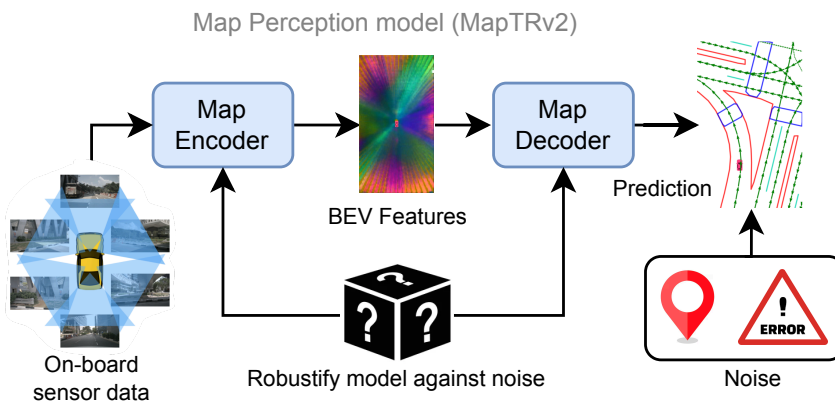 Map Perception model (MapTRv2)
Map
Encoder
Map
Decoder
Prediction
BEV Features
? ? ?
!
ERROR
On-board
sensor data
Robustify model against noise
Noise